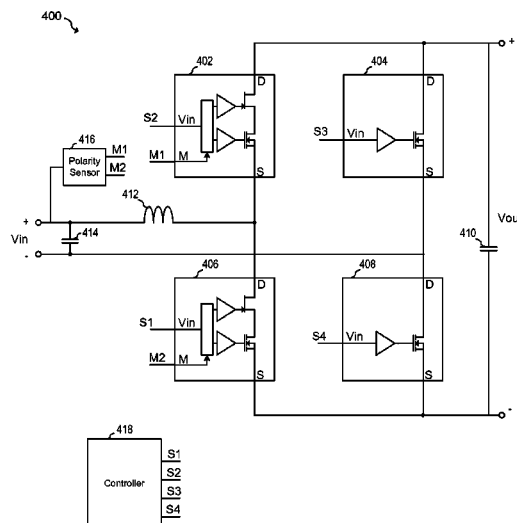 400
+
402
D
S2
Vin
M1
M
S
404
D
S3
Vin
S
416
Polarity
Sensor
M1
M2
412
+
Vin
414
-
Vou
410
406
D
S1
Vin
M2
M
S
408
D
S4
Vin
S
-
418
Controller
S1
S2
S3
S4